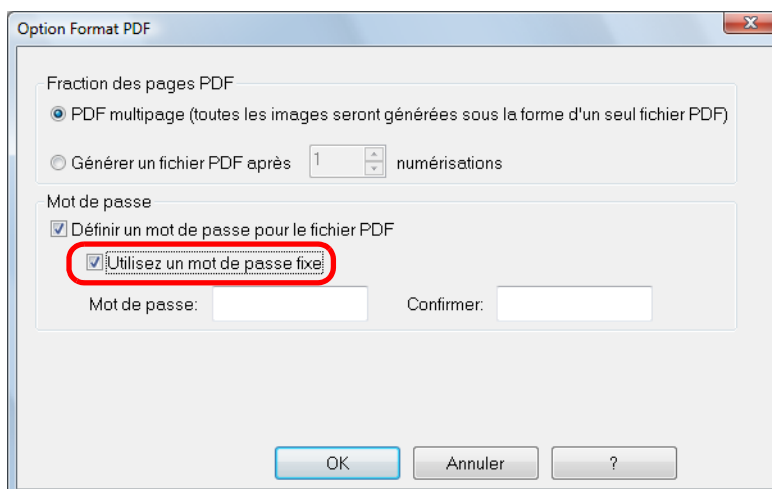 Option Format PDF
Fraction des pages PDF
PDF multipage (toutes les images seront générées sous la forme d'un seul fichier PDF)
Générer un fichier PDF après 1 numérisations
Mot de passe
Définir un mot de passe pour le fichier PDF
Utilisez un mot de passe fixe
Mot de passe: Confirmer:
OK Annuler ?